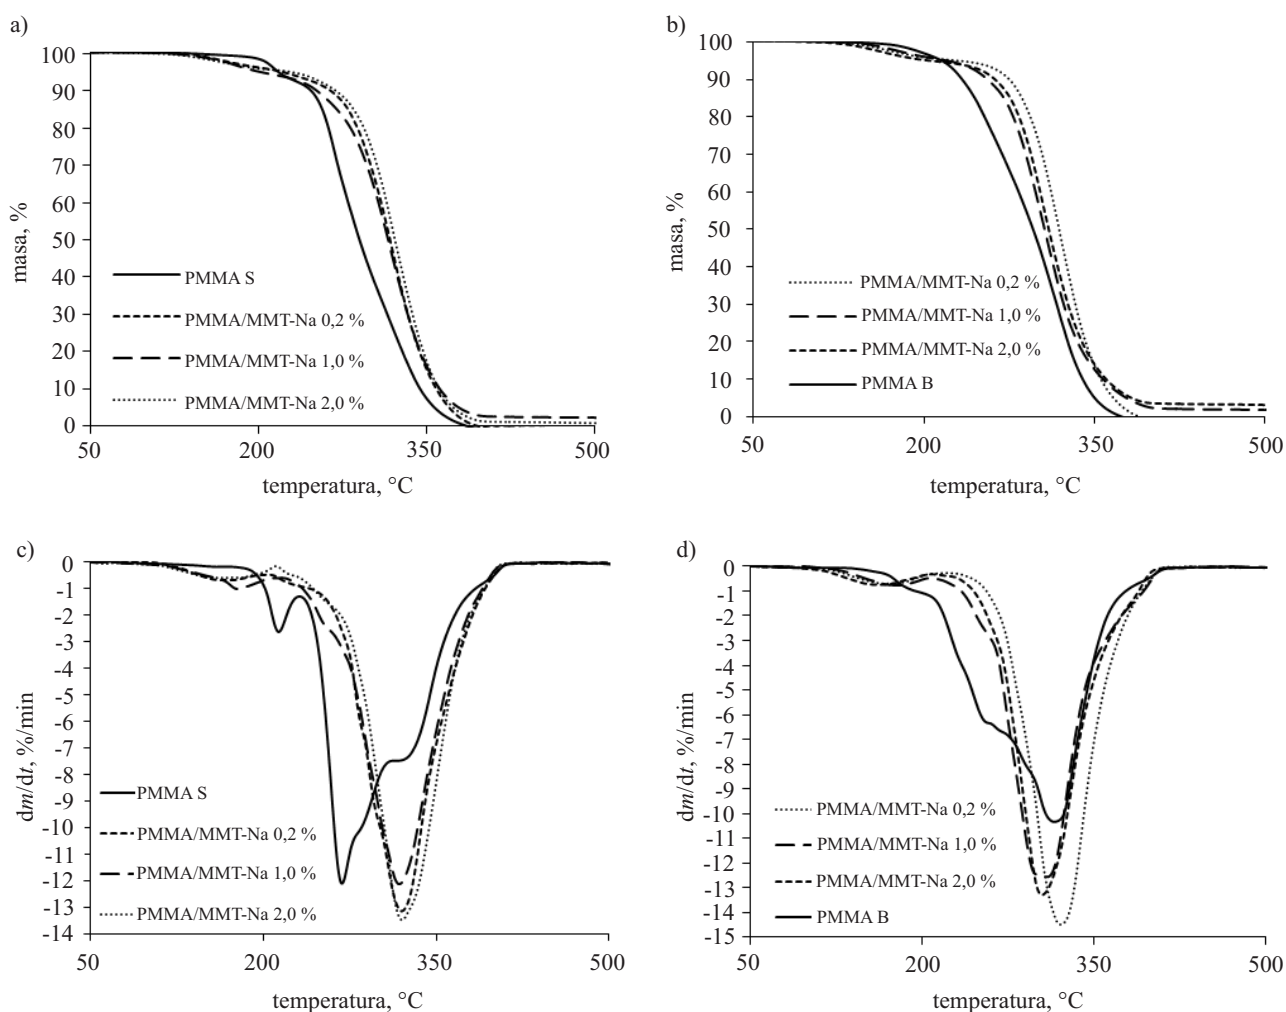 a)
100
90
80
70
60
50
40
30
20
10
0
masa, %
50 200 350 500
temperatura, °C
PMMA S
PMMA/MMT-Na 0,2 %
PMMA/MMT-Na 1,0 %
PMMA/MMT-Na 2,0 %
b)
100
90
80
70
60
50
40
30
20
10
0
masa, %
50 200 350 500
temperatura, °C
PMMA/MMT-Na 0,2 %
PMMA/MMT-Na 1,0 %
PMMA/MMT-Na 2,0 %
PMMA B
c)
0
-1
-2
-3
-4
-5
-6
-7
-8
-9
-10
-11
-12
-13
-14
dm/dt, %/min
50 200 350 500
temperatura, °C
PMMA S
PMMA/MMT-Na 0,2 %
PMMA/MMT-Na 1,0 %
PMMA/MMT-Na 2,0 %
d)
0
-1
-2
-3
-4
-5
-6
-7
-8
-9
-10
-11
-12
-13
-14
-15
dm/dt, %/min
50 200 350 500
temperatura, °C
PMMA/MMT-Na 0,2 %
PMMA/MMT-Na 1,0 %
PMMA/MMT-Na 2,0 %
PMMA B